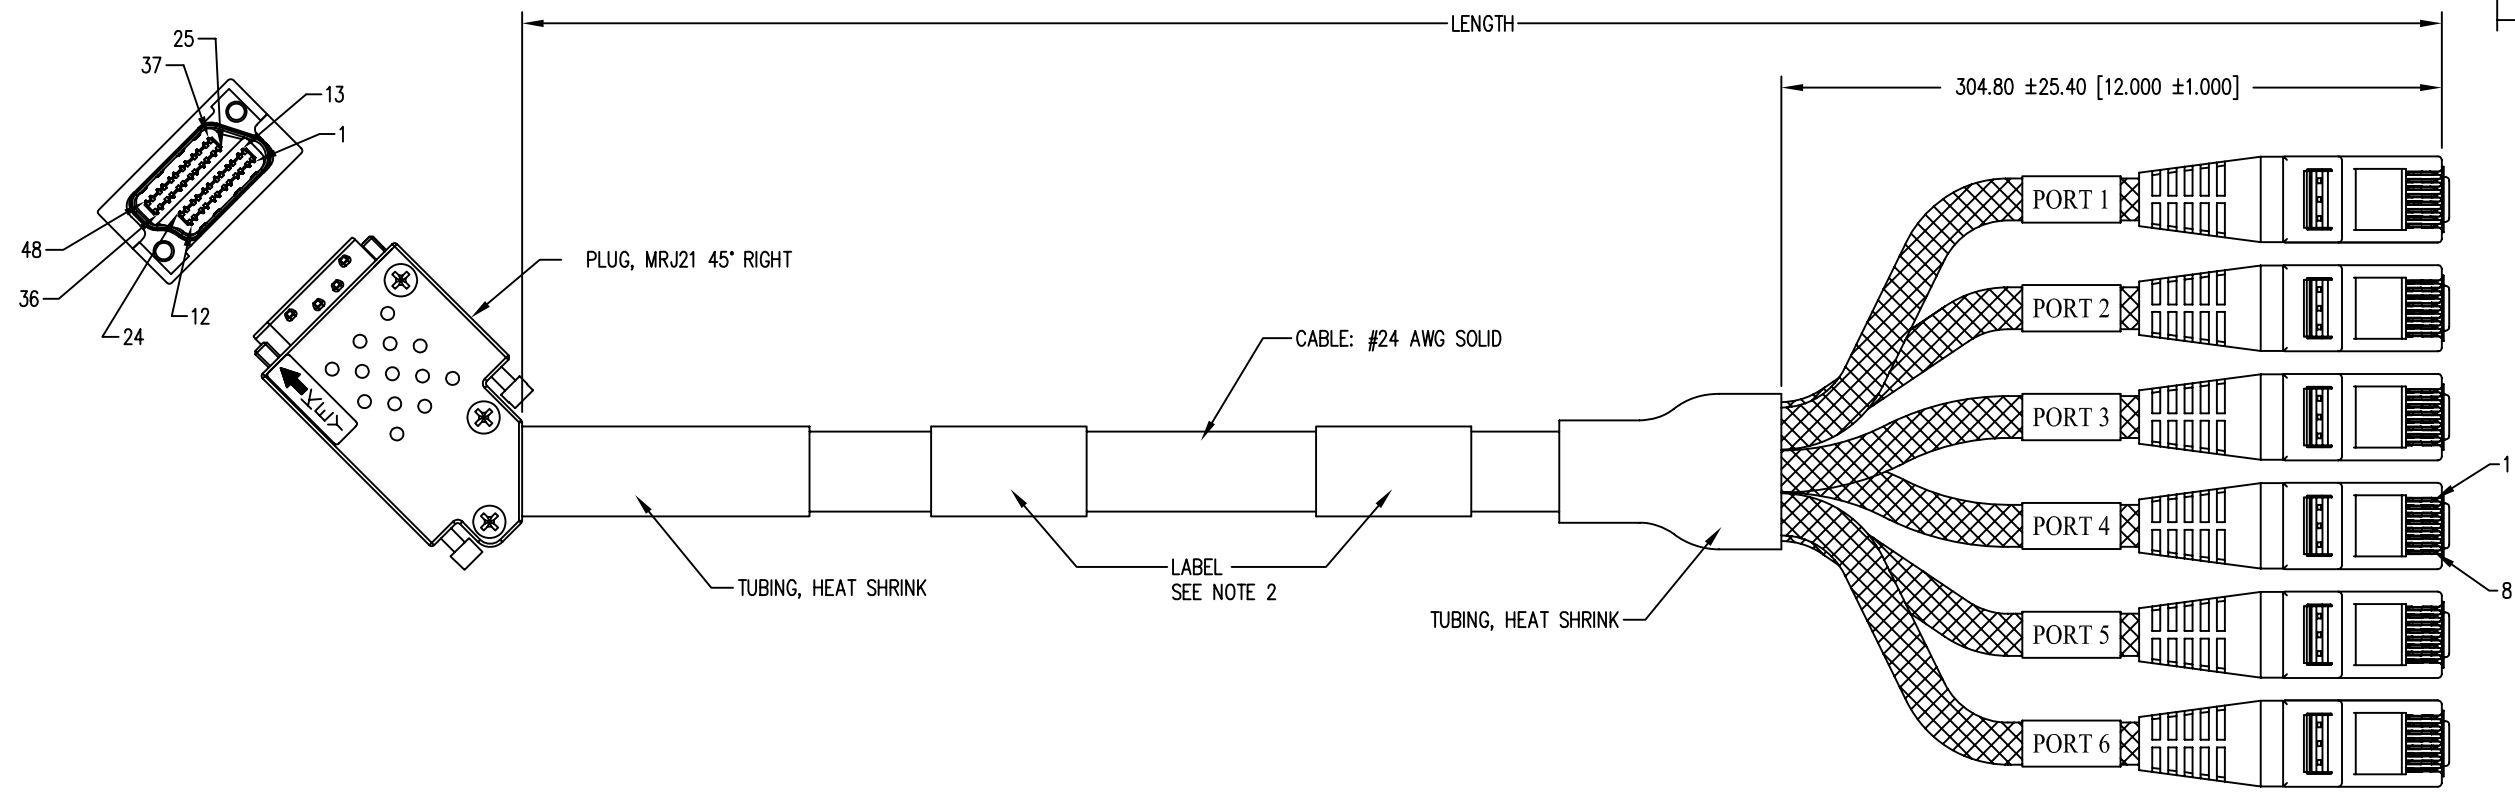 LENGTH
25
37
304.80 ±25.40 [12.000 ±1.000]
13
1
PORT 1
48
PLUG, MRJ21 45° RIGHT
36
12
PORT 2
24
CABLE: #24 AWG SOLID
KEY
PORT 3
1
PORT 4
LABEL
SEE NOTE 2
TUBING, HEAT SHRINK
8
TUBING, HEAT SHRINK
PORT 5
PORT 6